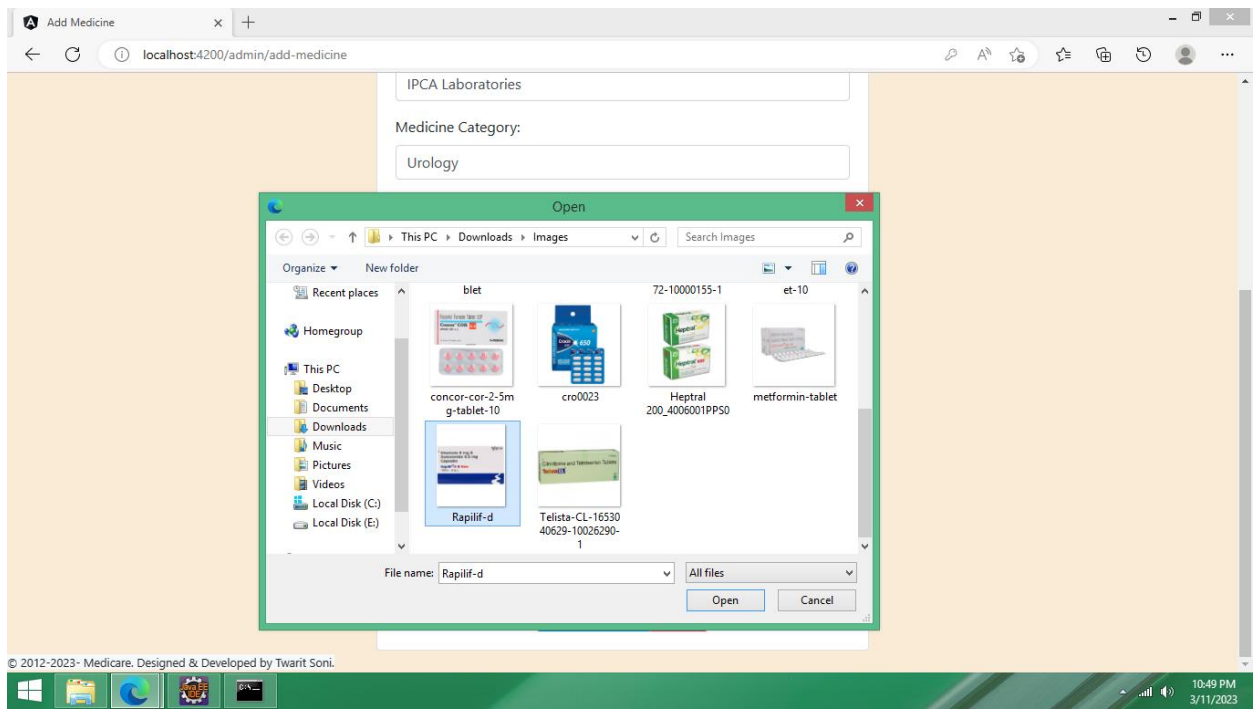 Add Medicine
localhost:4200/admin/add-medicine
IPCA Laboratories
Medicine Category:
Urology
Open
This PC Downloads Images
Search Images
Organize New folder
Recent places
Homegroup
This PC
Desktop
Documents
Downloads
Music
Pictures
Videos
Local Disk (C:)
Local Disk (E:)
blet
72-10000155-1
et-10
concor-cor-2-5m
g-tablet-10
cro0023
Heptral
200_4006001PPS0
metformin-tablet
Rapilif-d
Telista-CL-16530
40629-10026290-
1
File name: Rapilif-d
All files
Open Cancel
© 2012-2023- Medicare. Designed & Developed by Twarit Soni.
10:49 PM
3/11/2023